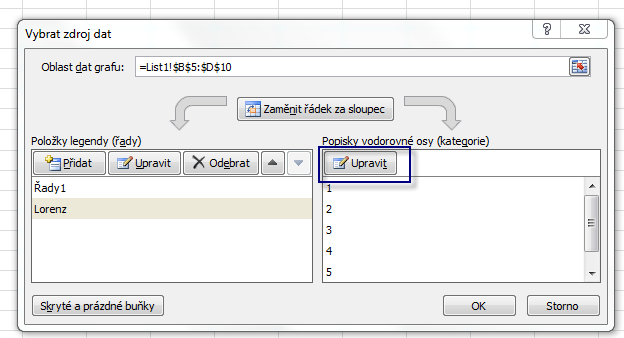 Vybrat zdroj dat
Oblast dat grafu: =List1!$B$5:$D$10
Zaměnit řádek za sloupec
Položky legendy (řady)
Přidat Upravit Odebrat
Řady1
Lorenz
Popisky vodorovné osy (kategorie)
Upravit
1
2
3
4
5
Skryté a prázdné buňky OK Storno